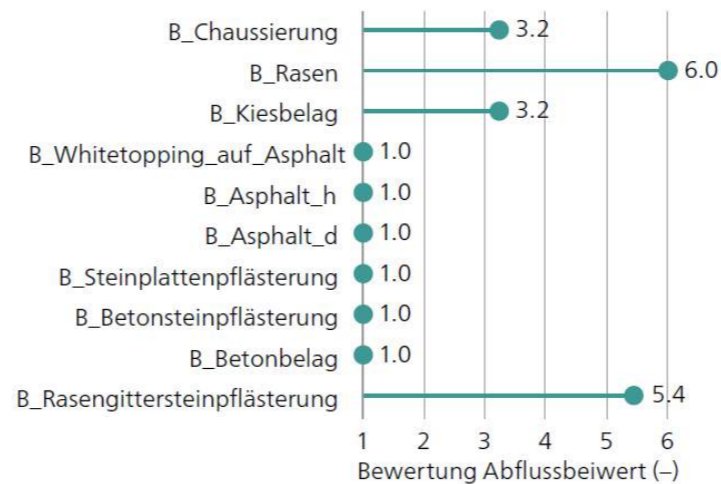 B_Chaussierung 3.2
B_Rasen 6.0
B_Kiesbelag 3.2
B_Whitetopping_auf_Asphalt 1.0
B_Asphalt_h 1.0
B_Asphalt_d 1.0
B_Steinplattenpflästerung 1.0
B_Betonsteinpflästerung 1.0
B_Betonbelag 1.0
B_Rasengittersteinpflästerung 5.4
1 2 3 4 5 6
Bewertung Abflussbeiwert (–)